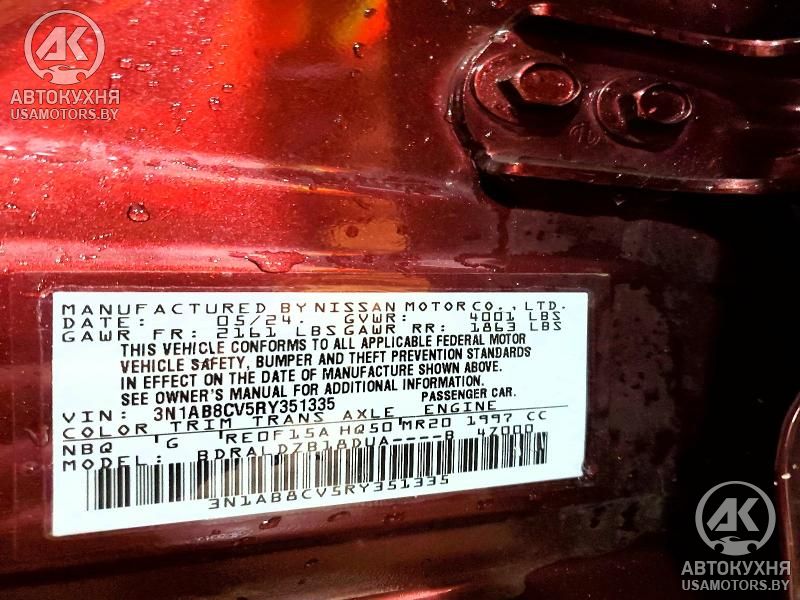 AK
АВТОКУХНЯ
USAMOTORS.BY
MANUFACTURED BY NISSAN MOTOR CO., LTD.
DATE: 05/24. GVWR: 4001 LBS
GAWR FR: 2161 LBS GAWR RR: 1863 LBS
THIS VEHICLE CONFORMS TO ALL APPLICABLE FEDERAL MOTOR
VEHICLE SAFETY, BUMPER AND THEFT PREVENTION STANDARDS
IN EFFECT ON THE DATE OF MANUFACTURE SHOWN ABOVE.
SEE OWNER'S MANUAL FOR ADDITIONAL INFORMATION.
VIN: 3N1AB8CV5RY351335 PASSENGER CAR.
COLOR TRIM TRANS AXLE ENGINE
NBQ G RE0F15A HQ50 MR20 1997 CC
MODEL: BDRALDZB18DUA----B 47000
3N1AB8CV5RY351335
AK
АВТОКУХНЯ
USAMOTORS.BY